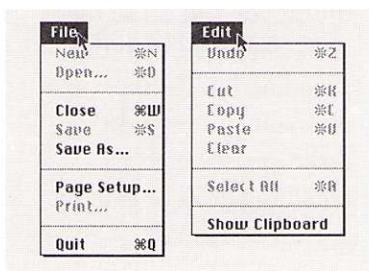 File
New ⌘N
Open... ⌘O
Close ⌘W
Save ⌘S
Save As...
Page Setup...
Print...
Quit ⌘Q
Edit
Undo ⌘Z
Cut ⌘X
Copy ⌘C
Paste ⌘V
Clear
Select All ⌘A
Show Clipboard